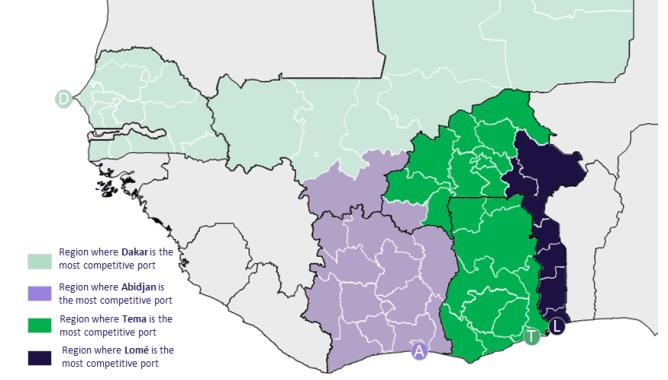 D
Region where Dakar is the
most competitive port
Region where Abidjan is
the most competitive port
Region where Tema is the
most competitive port
Region where Lomé is the
most competitive port
A
T
L